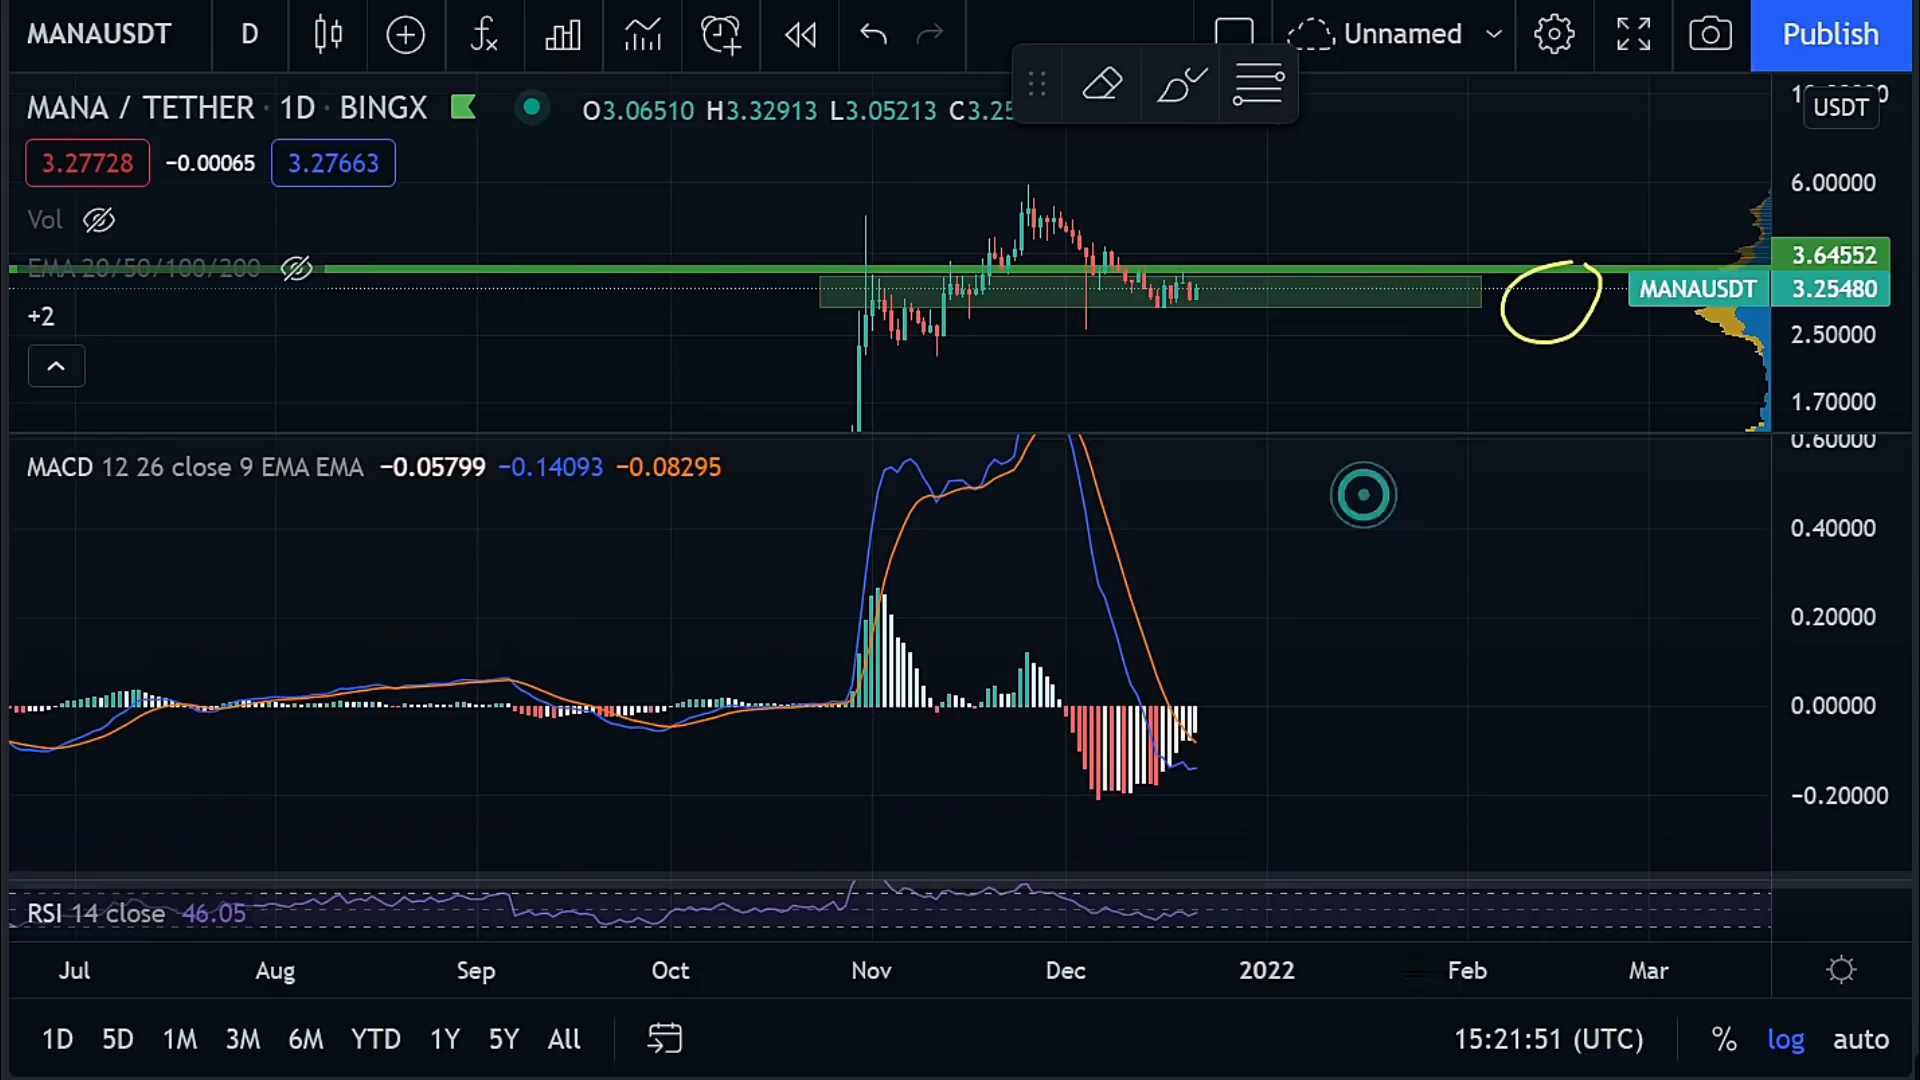 MANAUSDT D Unnamed Publish
MANA / TETHER · 1D · BINGX O3.06510 H3.32913 L3.05213 C3.25
USDT
3.27728 −0.00065 3.27663
6.00000
Vol
3.64552
EMA 20/50/100/200
MANAUSDT 3.25480
+2
2.50000
1.70000
0.60000
MACD 12 26 close 9 EMA EMA −0.05799 −0.14093 −0.08295
0.40000
0.20000
0.00000
−0.20000
RSI 14 close 46.05
Jul Aug Sep Oct Nov Dec 2022 Feb Mar
1D 5D 1M 3M 6M YTD 1Y 5Y All 15:21:51 (UTC) % log auto